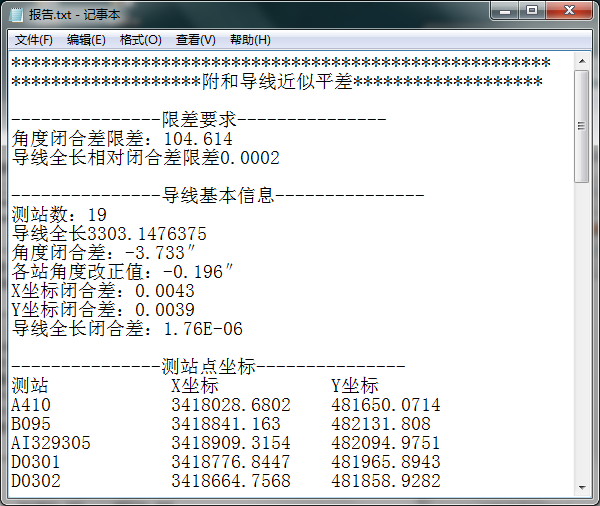 报告.txt - 记事本
文件(F) 编辑(E) 格式(O) 查看(V) 帮助(H)
******************************************************
*******************附和导线近似平差*******************
---------------限差要求---------------
角度闭合差限差：104.614
导线全长相对闭合差限差0.0002
---------------导线基本信息---------------
测站数：19
导线全长3303.1476375
角度闭合差：-3.733″
各站角度改正值：-0.196″
X坐标闭合差：0.0043
Y坐标闭合差：0.0039
导线全长闭合差：1.76E-06
---------------测站点坐标---------------
测站 X坐标 Y坐标
A410 3418028.6802 481650.0714
B095 3418841.163 482131.808
AI329305 3418909.3154 482094.9751
D0301 3418776.8447 481965.8943
D0302 3418664.7568 481858.9282